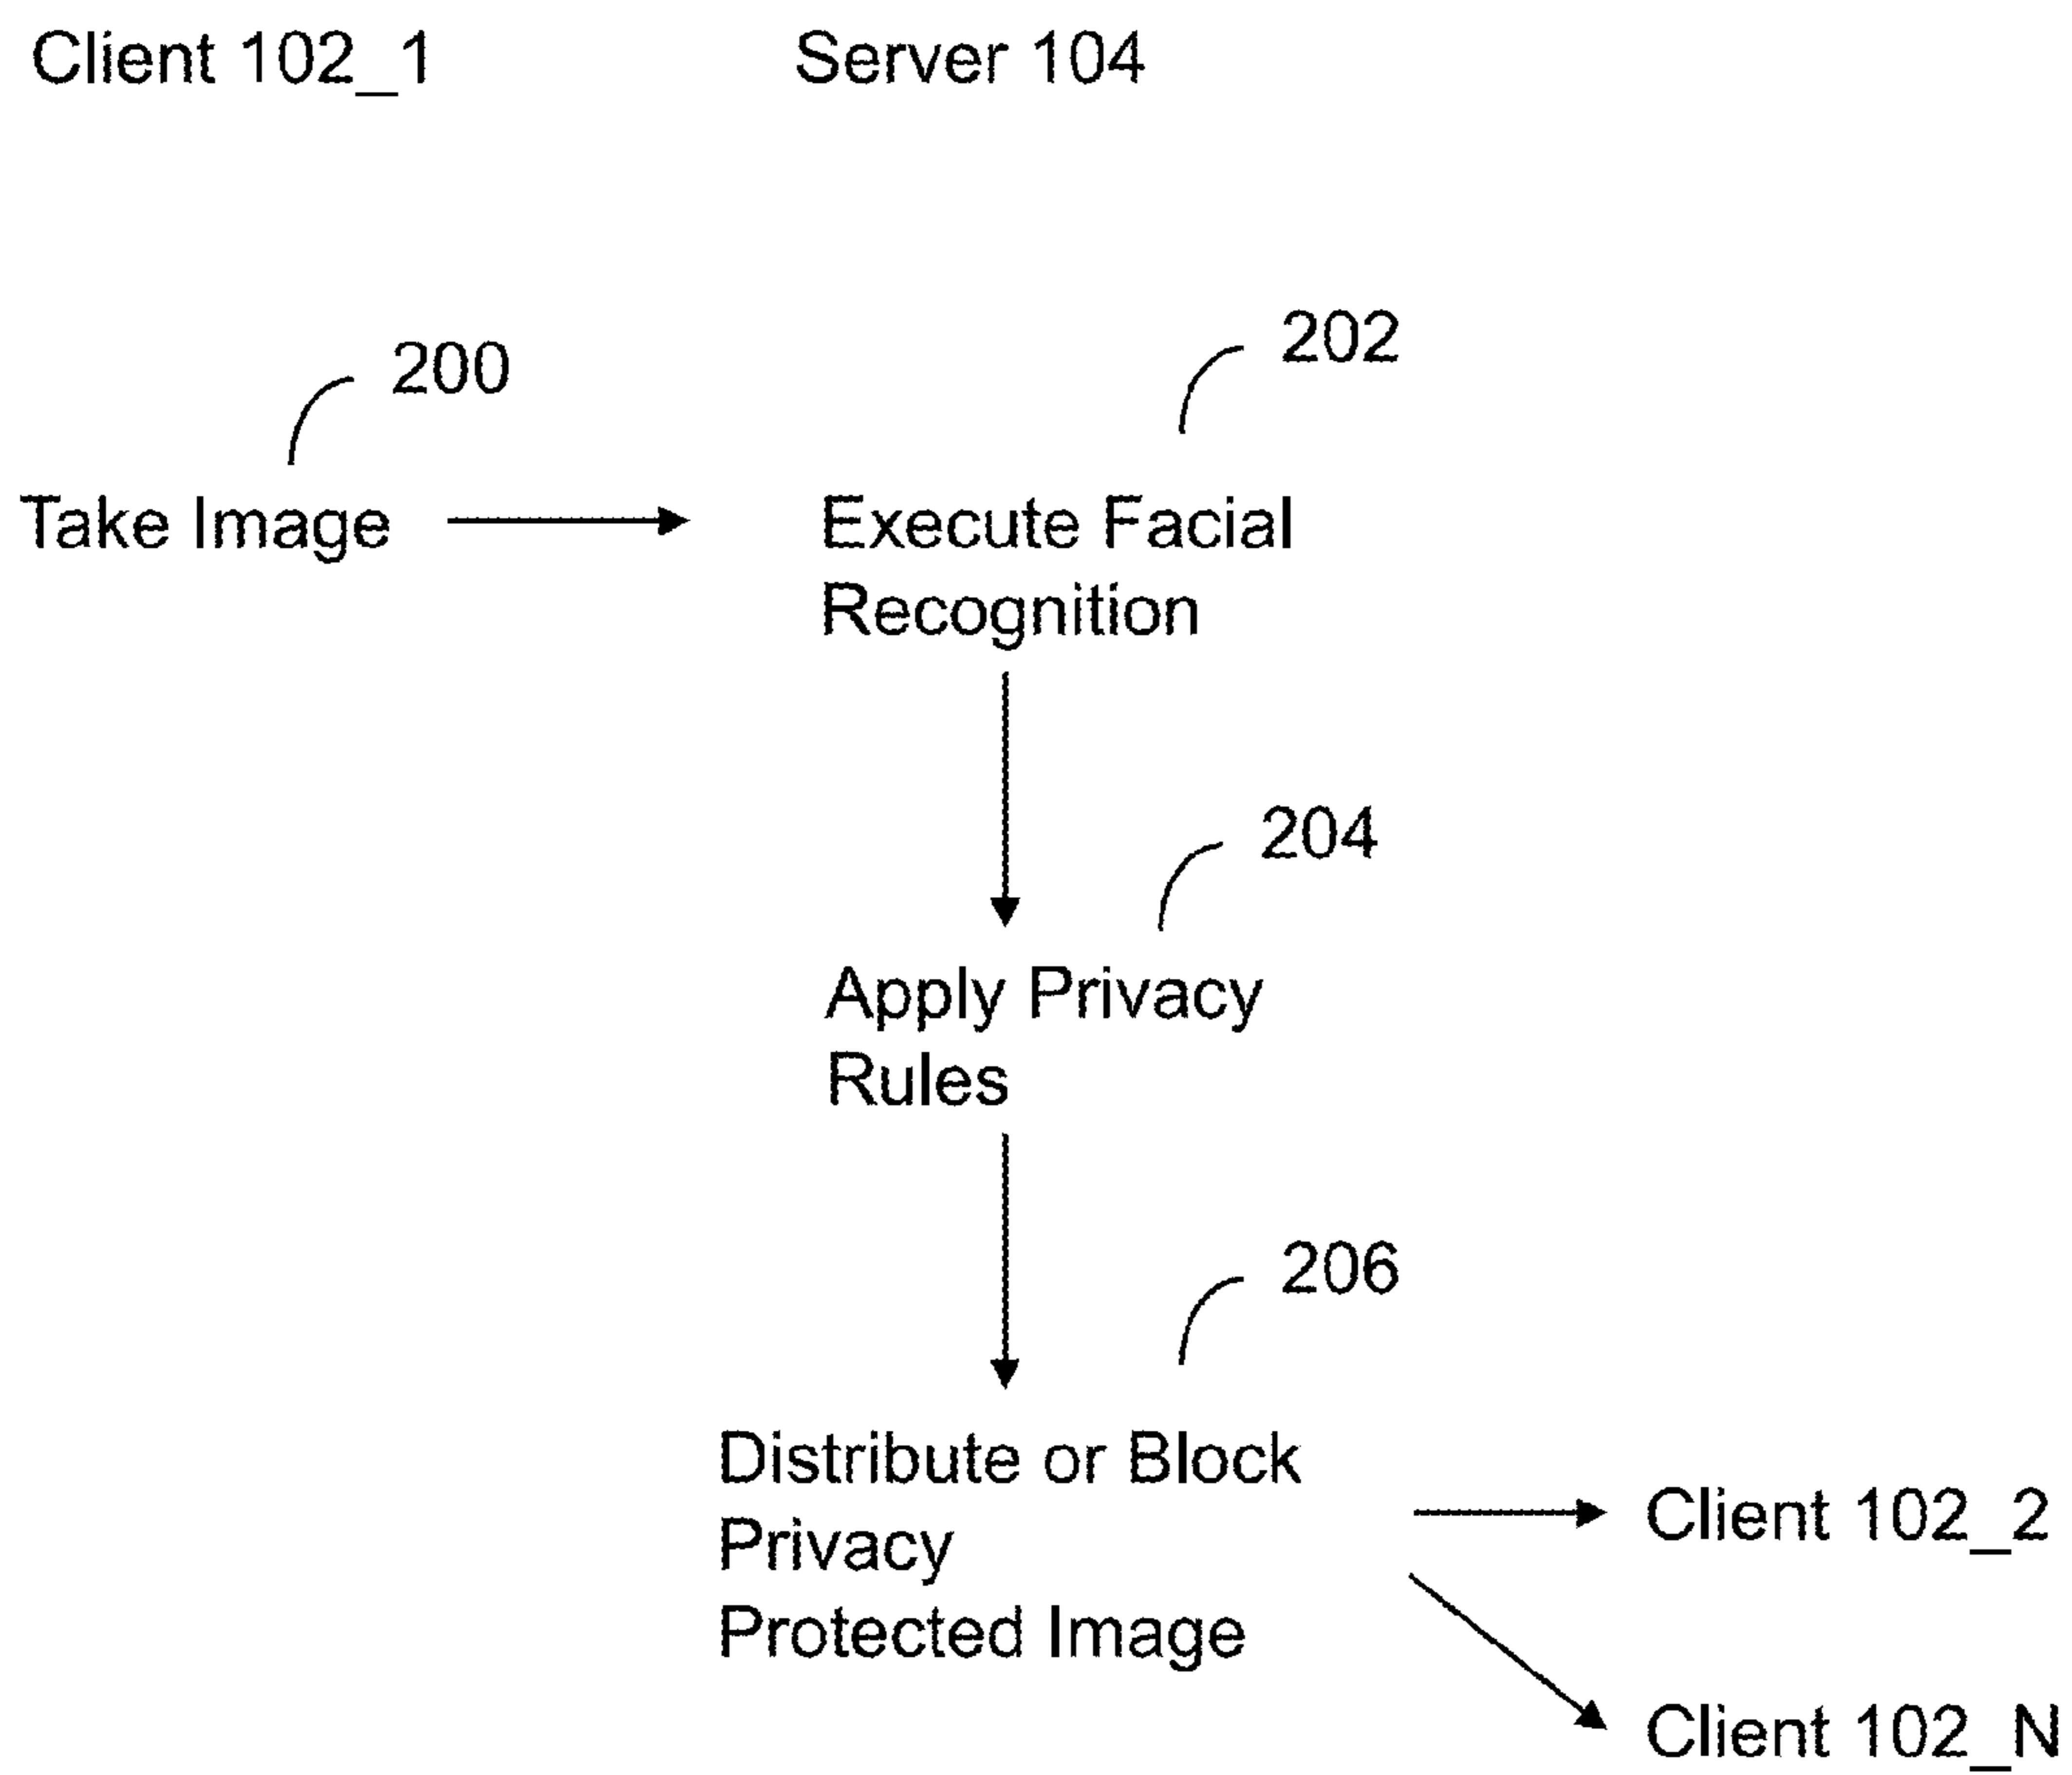 Client 102_1
Server 104
200
202
Take Image
Execute Facial
Recognition
204
Apply Privacy
Rules
206
Distribute or Block
Privacy
Protected Image
Client 102_2
Client 102_N